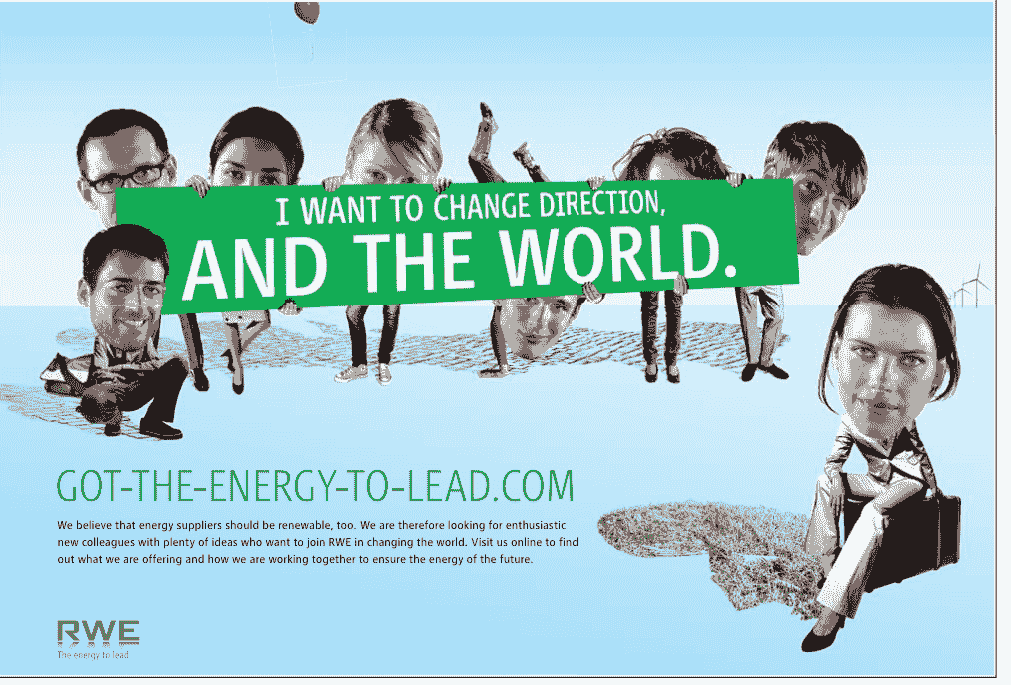 I WANT TO CHANGE DIRECTION,
AND THE WORLD.
GOT-THE-ENERGY-TO-LEAD.COM
We believe that energy suppliers should be renewable, too. We are therefore looking for enthusiastic
new colleagues with plenty of ideas who want to join RWE in changing the world. Visit us online to find
out what we are offering and how we are working together to ensure the energy of the future.
RWE
The energy to lead